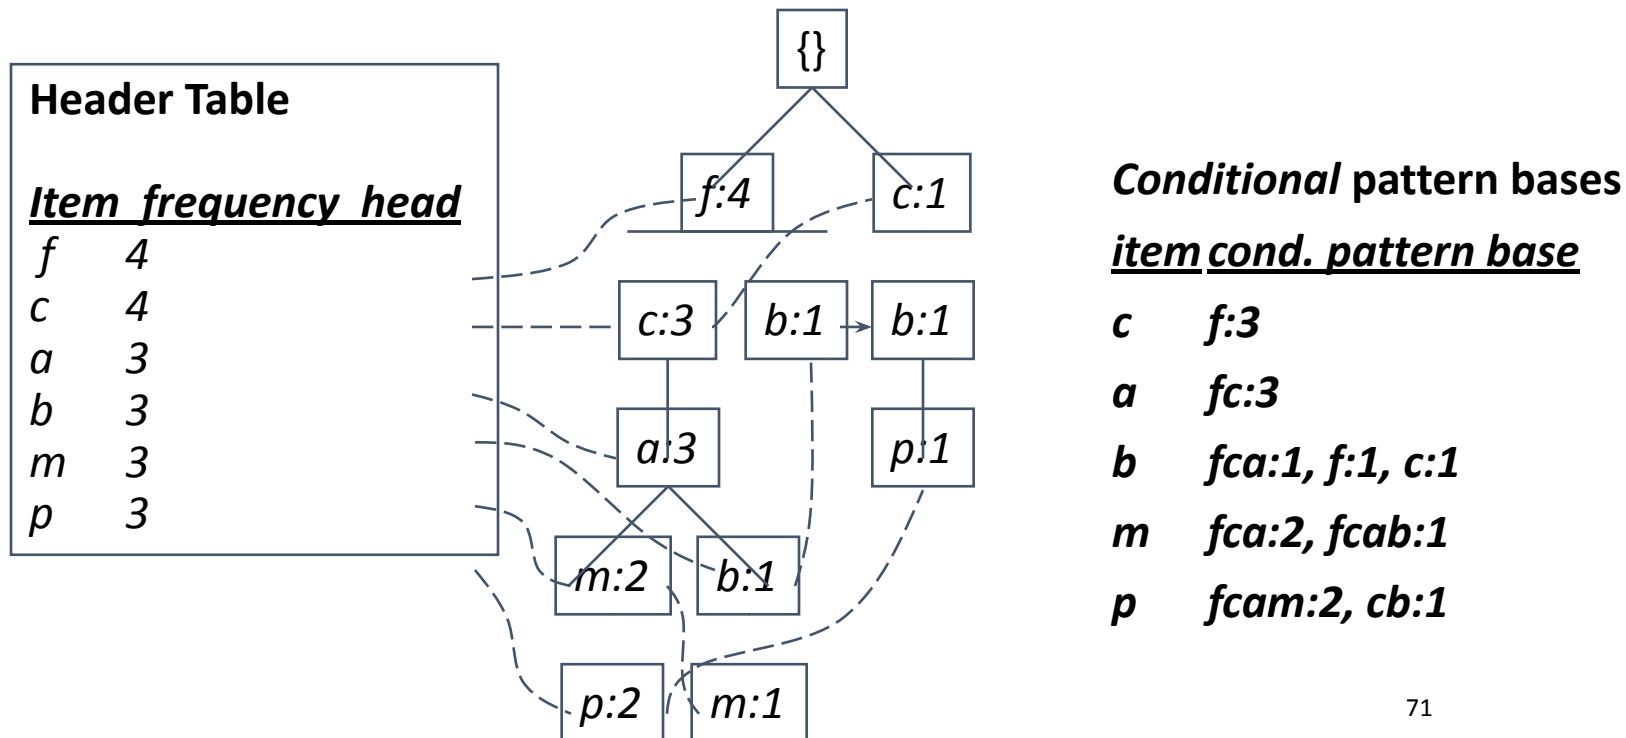 Header Table
Item frequency head
f 4
c 4
a 3
b 3
m 3
p 3
{}
f:4 c:1
c:3 b:1 b:1
a:3 p:1
m:2 b:1
p:2 m:1
Conditional pattern bases
item cond. pattern base
c f:3
a fc:3
b fca:1, f:1, c:1
m fca:2, fcab:1
p fcam:2, cb:1
71